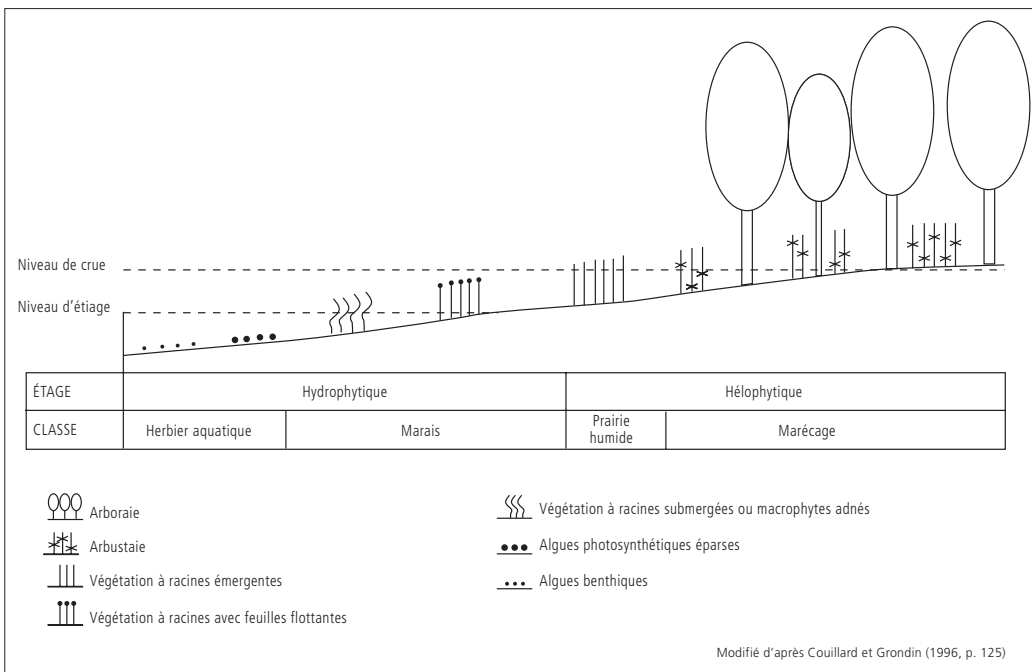 Niveau de crue
Niveau d'étiage
ÉTAGE
Hydrophytique
Hélophytique
CLASSE
Herbier aquatique
Marais
Prairie
humide
Marécage
Arboraie
Arbustaie
Végétation à racines émergentes
Végétation à racines avec feuilles flottantes
Végétation à racines submergées ou macrophytes adnés
Algues photosynthétiques éparses
Algues benthiques
Modifié d'après Couillard et Grondin (1996, p. 125)